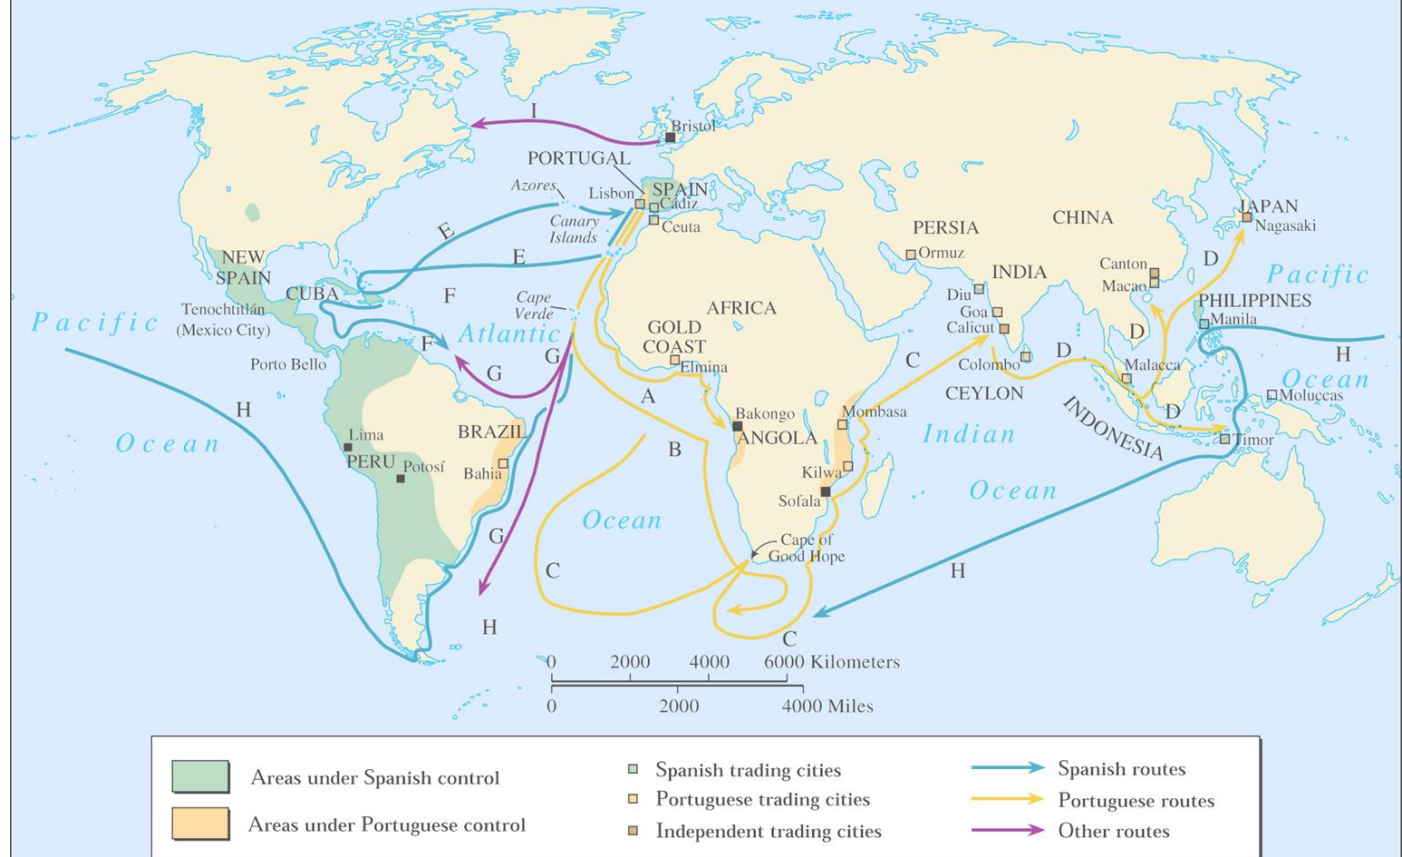 I
Bristol
PORTUGAL
Azores
Lisbon
SPAIN
Cádiz
Canary
Islands
Ceuta
E
E
NEW
SPAIN
CUBA
F
Tenochtitlán
(Mexico City)
Pacific
Porto Bello
F
Cape
Verde
Atlantic
G
G
AFRICA
GOLD
COAST
Elmina
PERSIA
Ormuz
CHINA
INDIA
Diu
Goa
Calicut
Colombo
CEYLON
Canton
Macao
JAPAN
Nagasaki
D
Pacific
PHILIPPINES
Manila
D
D
H
Ocean
Malacca
Moluccas
D
INDONESIA
Timor
C
A
B
Bakongo
ANGOLA
Mombasa
Kilwa
Sofala
Indian
Ocean
H
Ocean
Lima
PERU
Potosí
BRAZIL
Bahia
G
Ocean
C
Cape of
Good Hope
C
H
H
0 2000 4000 6000 Kilometers
0 2000 4000 Miles
Areas under Spanish control
Areas under Portuguese control
Spanish trading cities
Portuguese trading cities
Independent trading cities
Spanish routes
Portuguese routes
Other routes